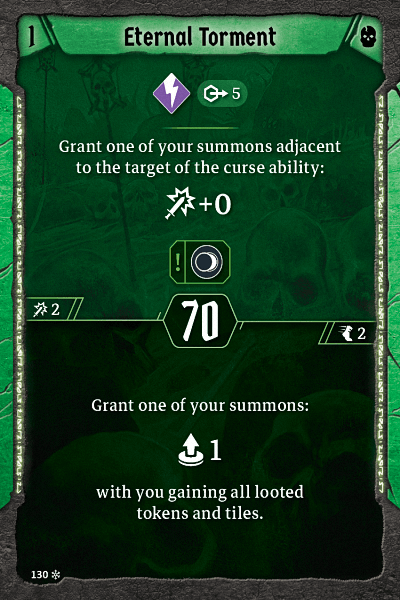 1 Eternal Torment
5
Grant one of your summons adjacent
to the target of the curse ability:
+0
!
2
70
2
Grant one of your summons:
1
with you gaining all looted
tokens and tiles.
130